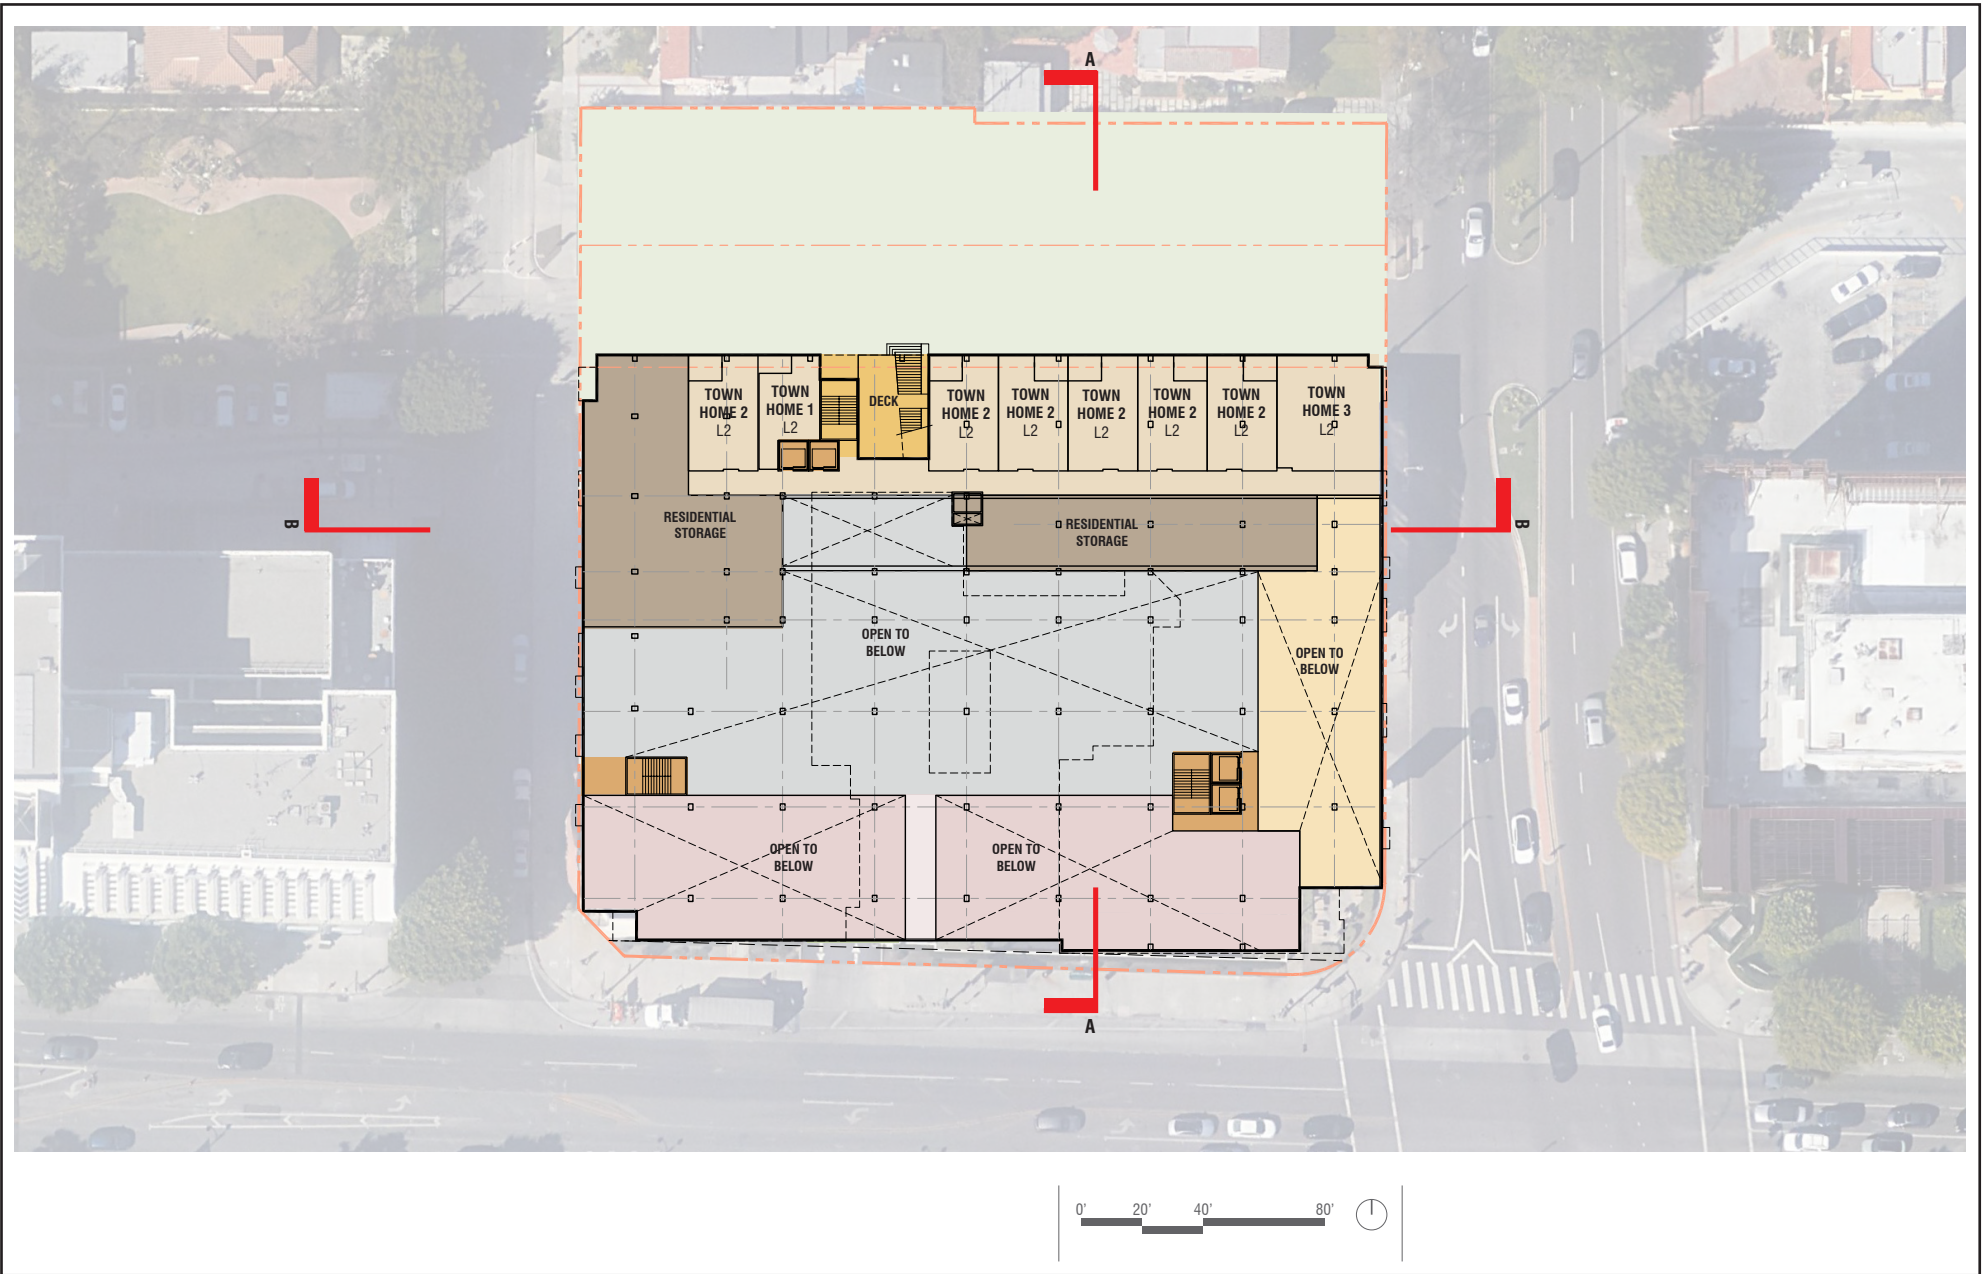 A
TOWN
HOME 2
L2
TOWN
HOME 1
L2
DECK
TOWN
HOME 2
L2
TOWN
HOME 2
L2
TOWN
HOME 2
L2
TOWN
HOME 2
L2
TOWN
HOME 2
L2
TOWN
HOME 3
L2
B
RESIDENTIAL
STORAGE
RESIDENTIAL
STORAGE
B
OPEN TO
BELOW
OPEN TO
BELOW
OPEN TO
BELOW
OPEN TO
BELOW
A
0'
20'
40'
80'